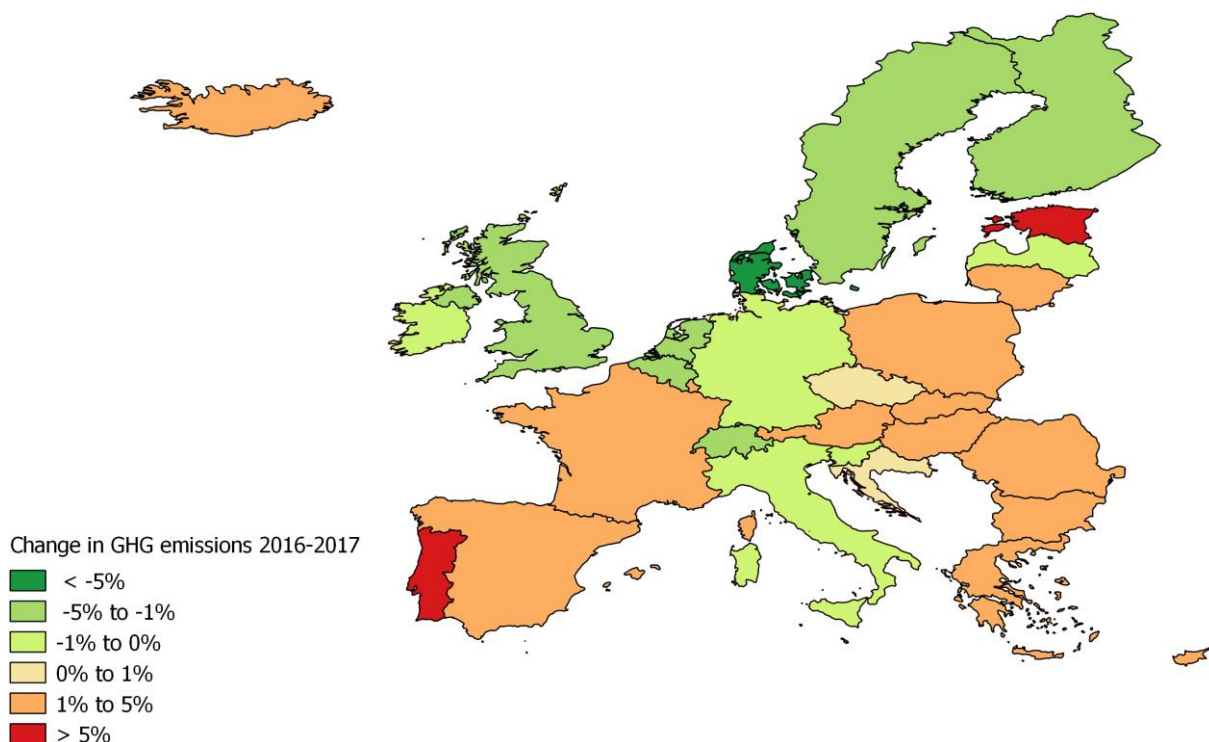 Change in GHG emissions 2016-2017
< -5%
-5% to -1%
-1% to 0%
0% to 1%
1% to 5%
> 5%